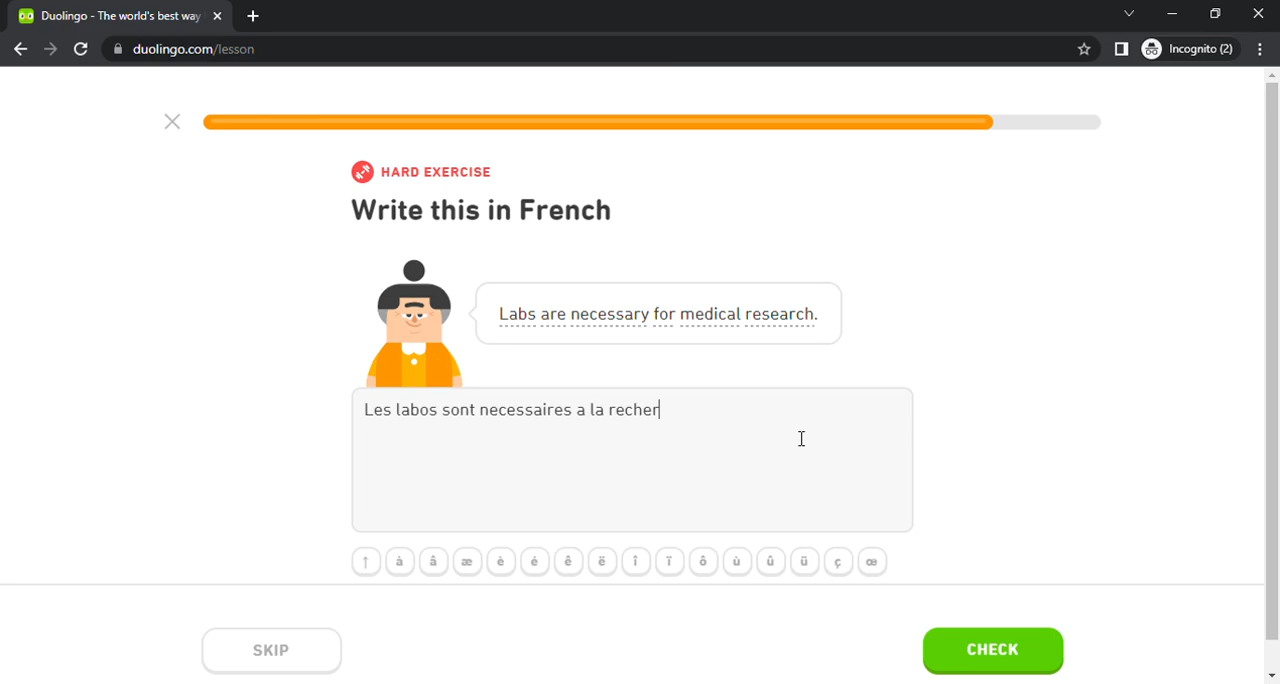 Duolingo - The world's best way
duolingo.com/lesson
Incognito (2)
HARD EXERCISE
Write this in French
Labs are necessary for medical research.
Les labos sont necessaires a la recher
↑ à â æ è é ê ë î ï ô ù û ü ç œ
SKIP
CHECK